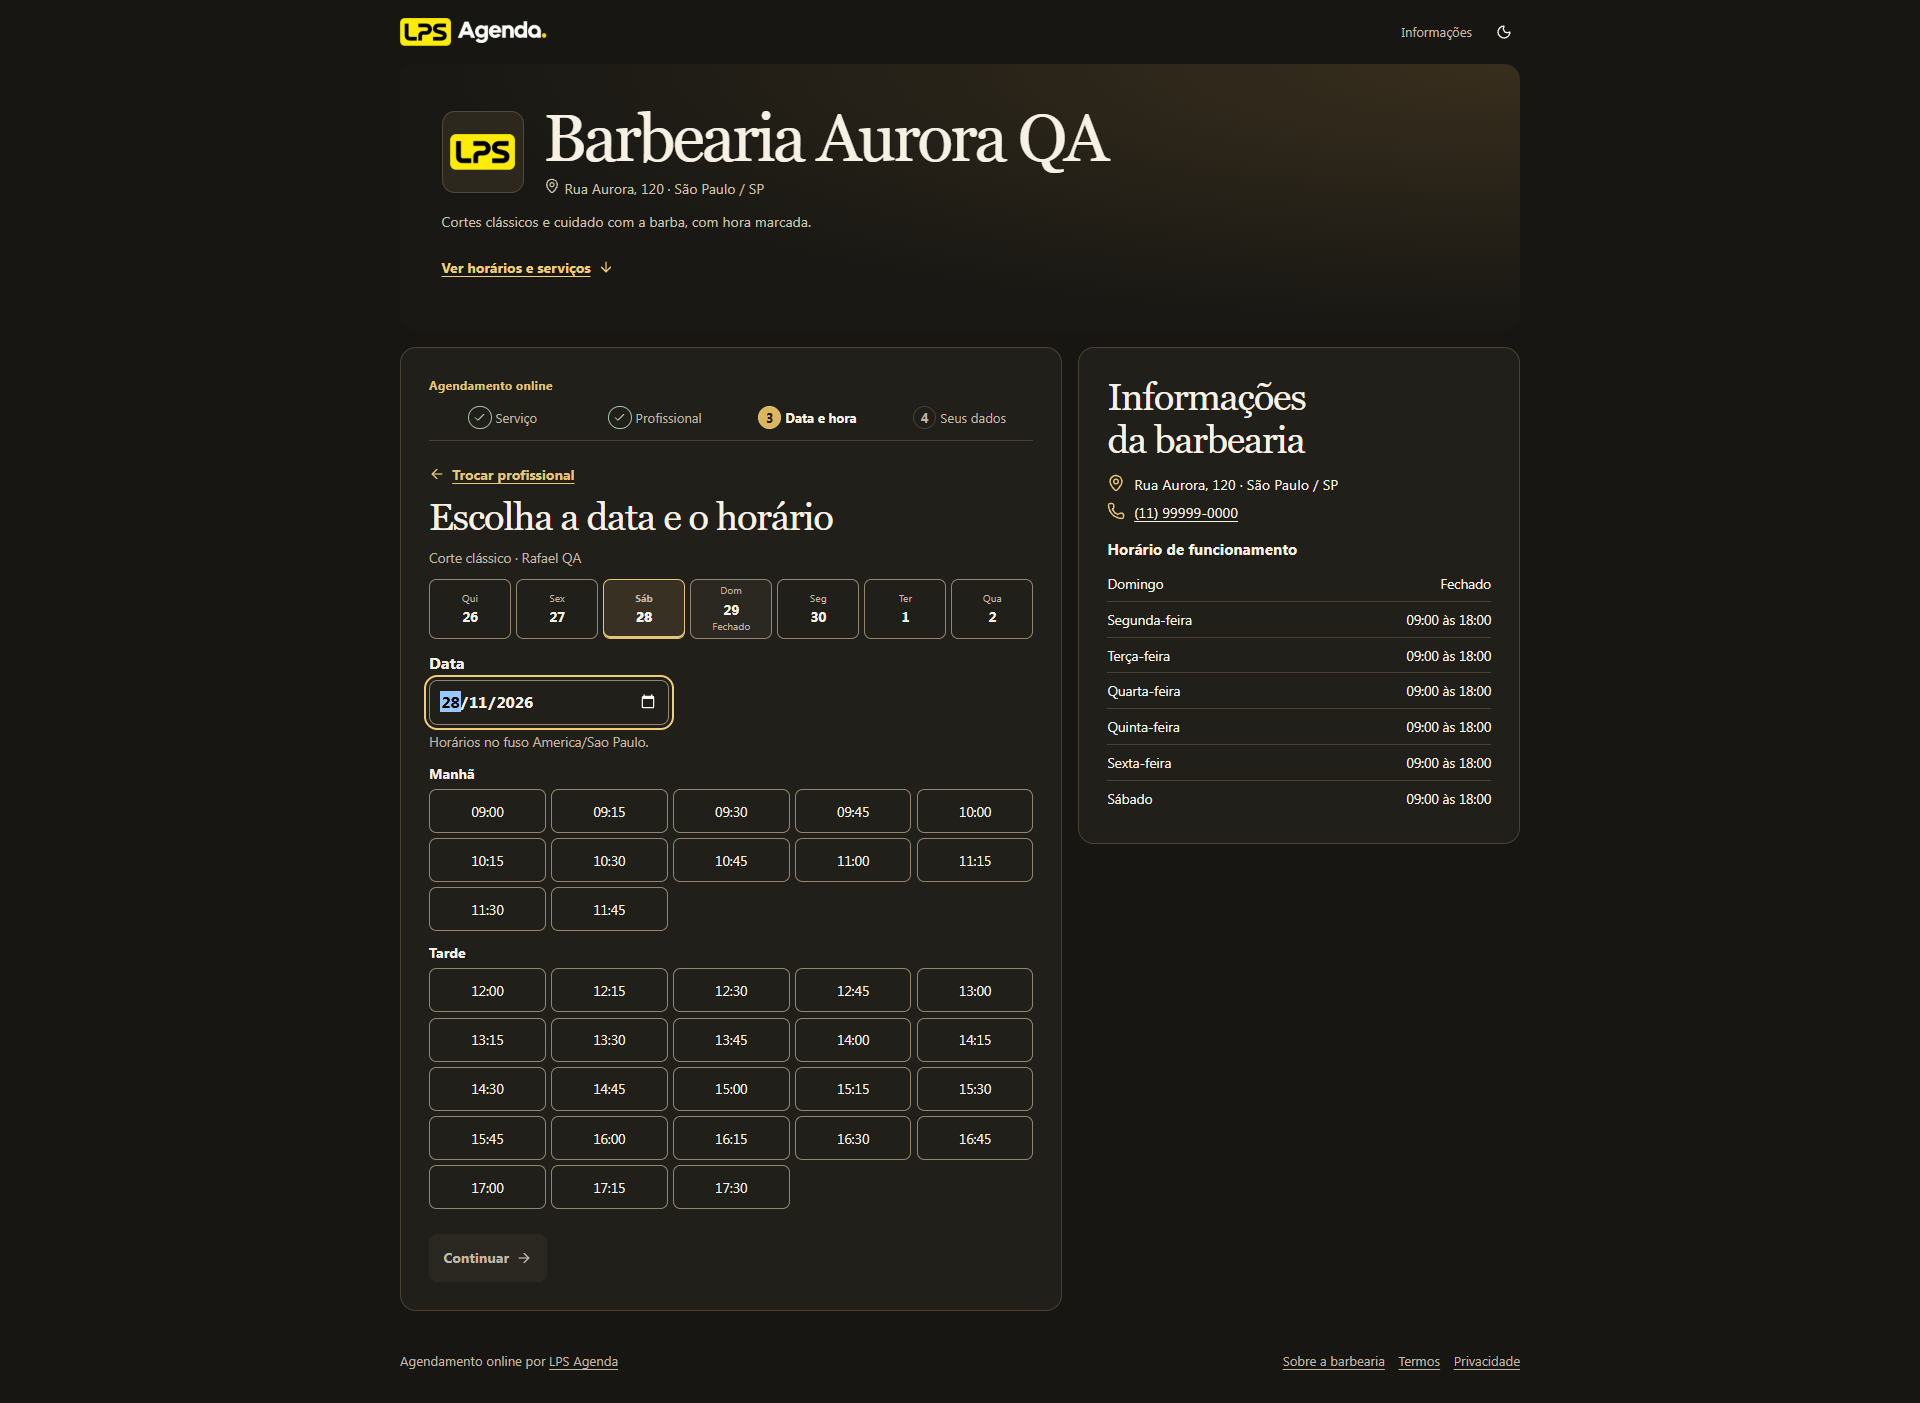 LPS Agenda.
Informações
LPS
Barbearia Aurora QA
Rua Aurora, 120 · São Paulo / SP
Cortes clássicos e cuidado com a barba, com hora marcada.
Ver horários e serviços
Agendamento online
Serviço
Profissional
3 Data e hora
4 Seus dados
Trocar profissional
Escolha a data e o horário
Corte clássico · Rafael QA
Qui
26
Sex
27
Sáb
28
Dom
29
Fechado
Seg
30
Ter
1
Qua
2
Data
28/11/2026
Horários no fuso America/Sao Paulo.
Manhã
09:00 09:15 09:30 09:45 10:00
10:15 10:30 10:45 11:00 11:15
11:30 11:45
Tarde
12:00 12:15 12:30 12:45 13:00
13:15 13:30 13:45 14:00 14:15
14:30 14:45 15:00 15:15 15:30
15:45 16:00 16:15 16:30 16:45
17:00 17:15 17:30
Continuar
Informações
da barbearia
Rua Aurora, 120 · São Paulo / SP
(11) 99999-0000
Horário de funcionamento
Domingo Fechado
Segunda-feira 09:00 às 18:00
Terça-feira 09:00 às 18:00
Quarta-feira 09:00 às 18:00
Quinta-feira 09:00 às 18:00
Sexta-feira 09:00 às 18:00
Sábado 09:00 às 18:00
Agendamento online por LPS Agenda
Sobre a barbearia Termos Privacidade